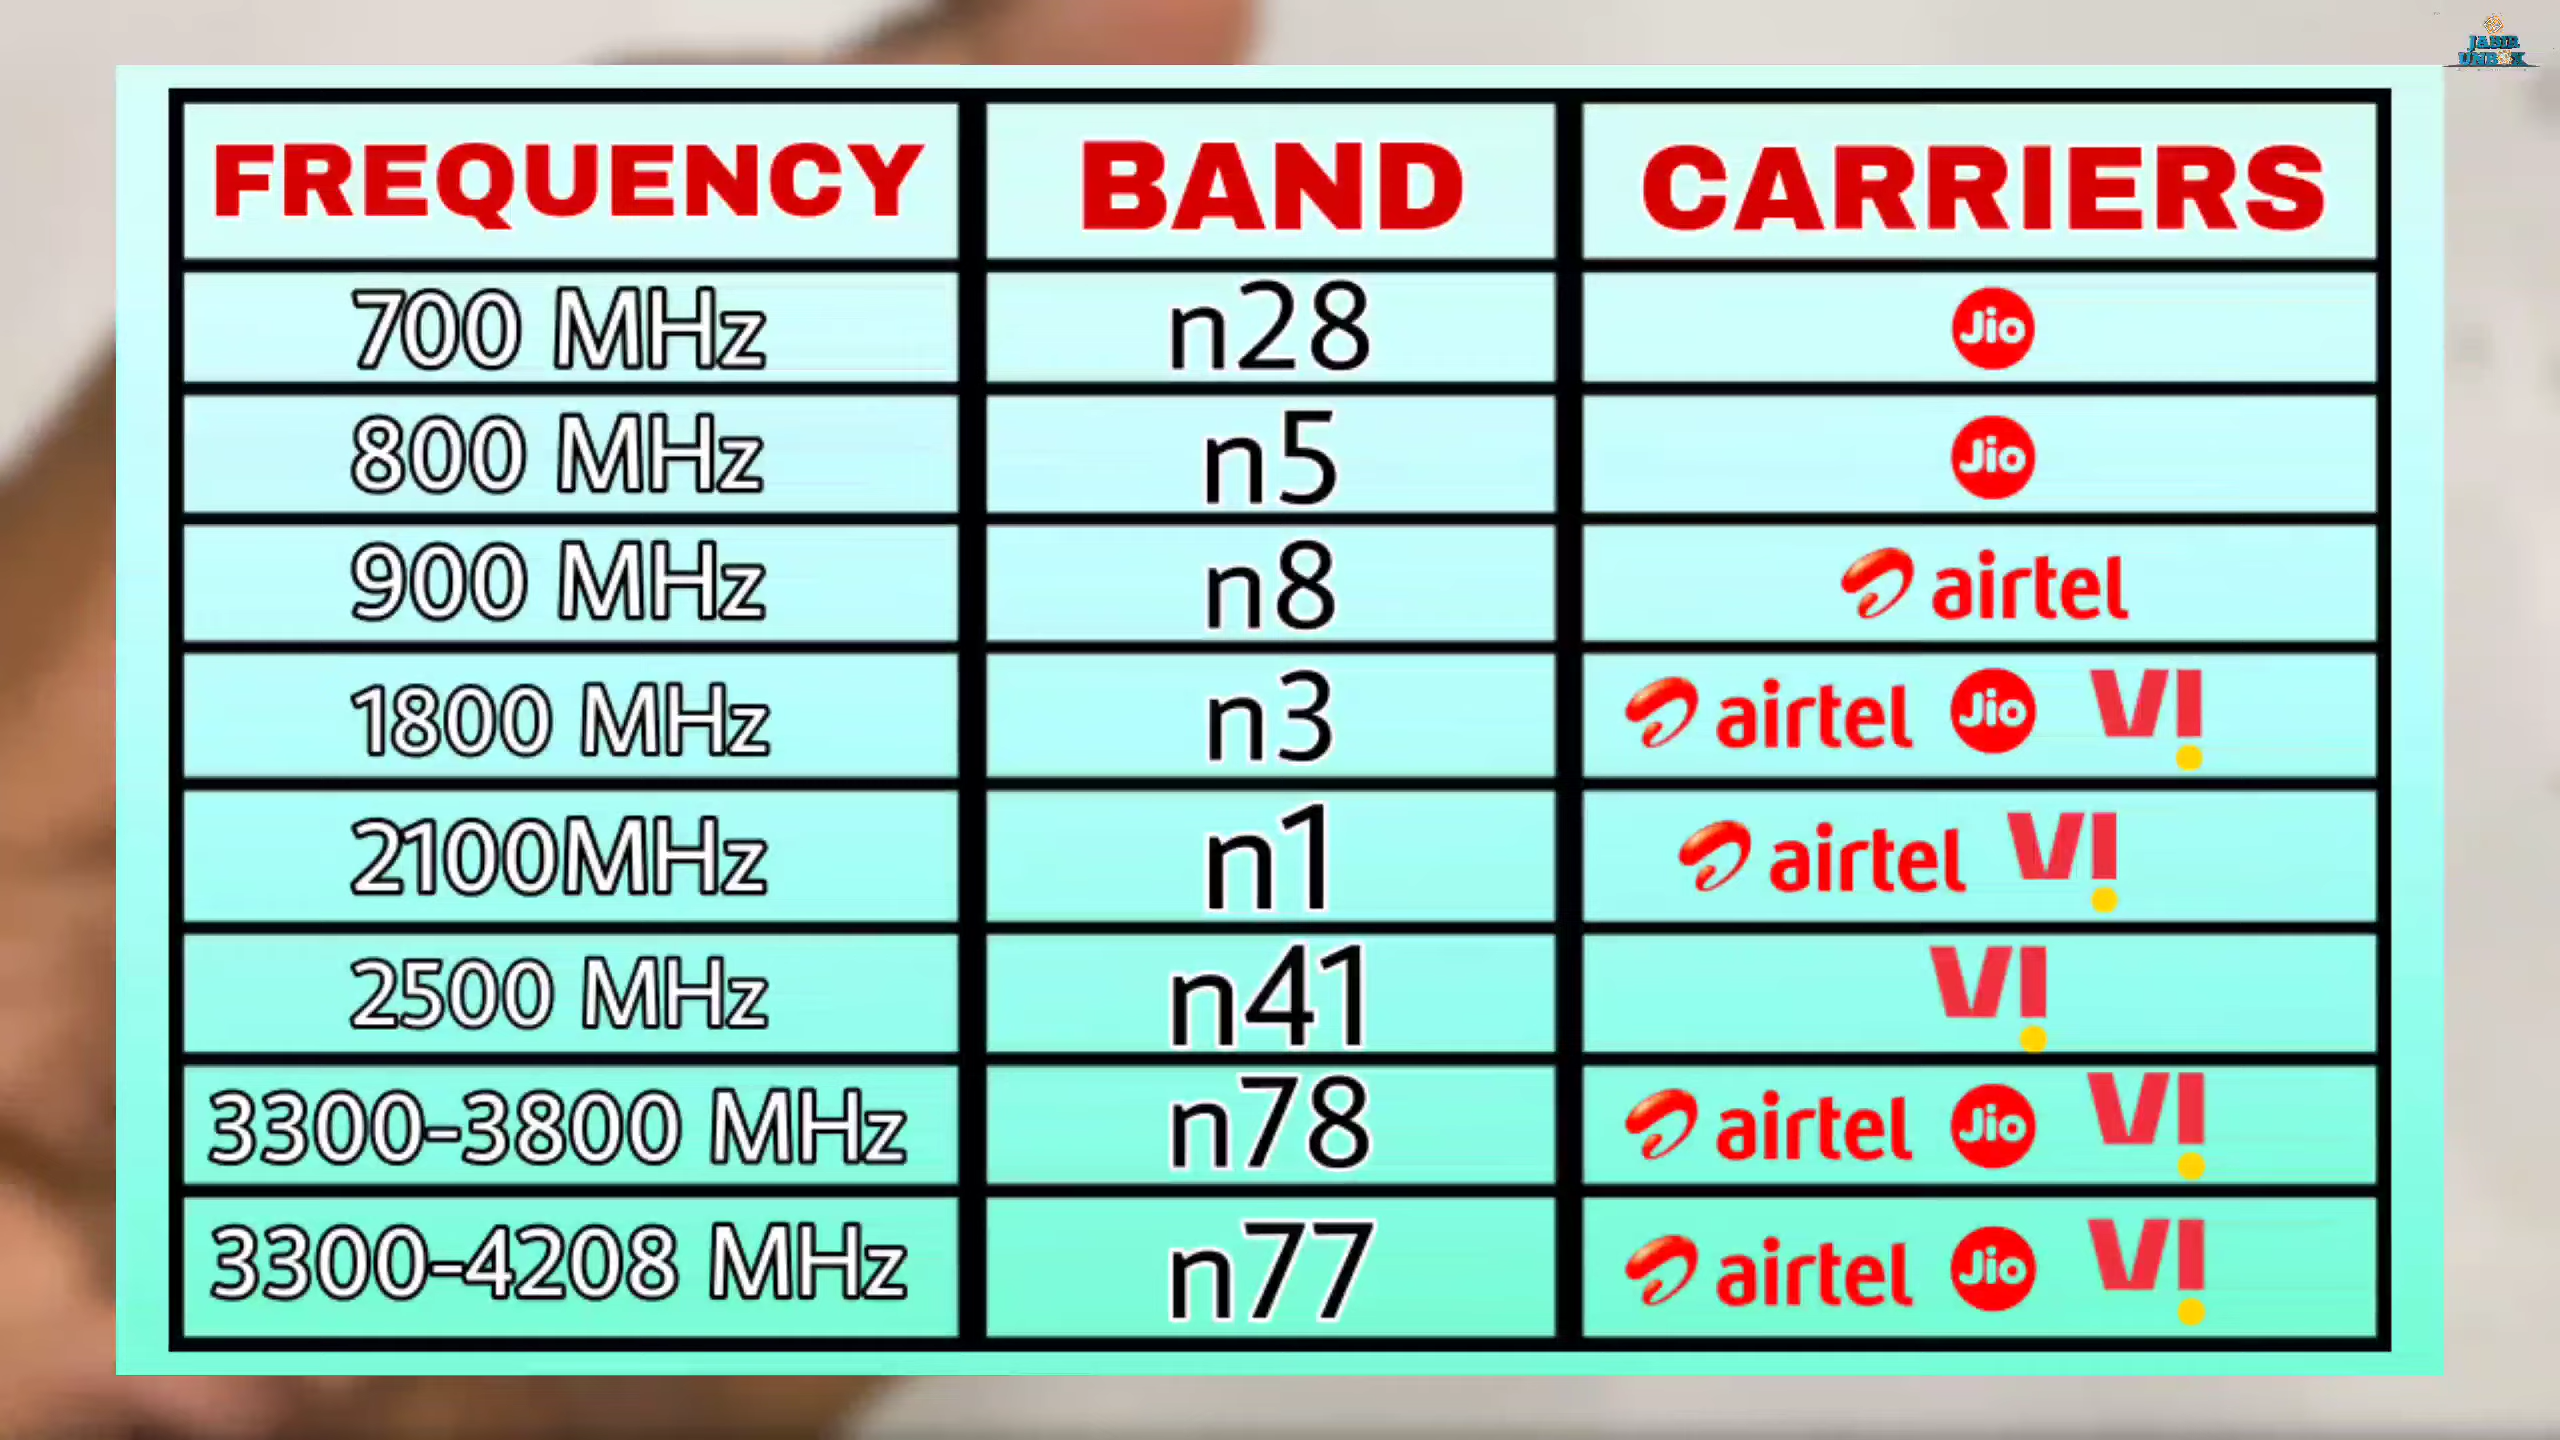 JABIR
UNBOX
FREQUENCY BAND CARRIERS
700 MHz n28 Jio
800 MHz n5 Jio
900 MHz n8 airtel
1800 MHz n3 airtel Jio VI
2100MHz n1 airtel VI
2500 MHz n41 VI
3300-3800 MHz n78 airtel Jio VI
3300-4208 MHz n77 airtel Jio VI